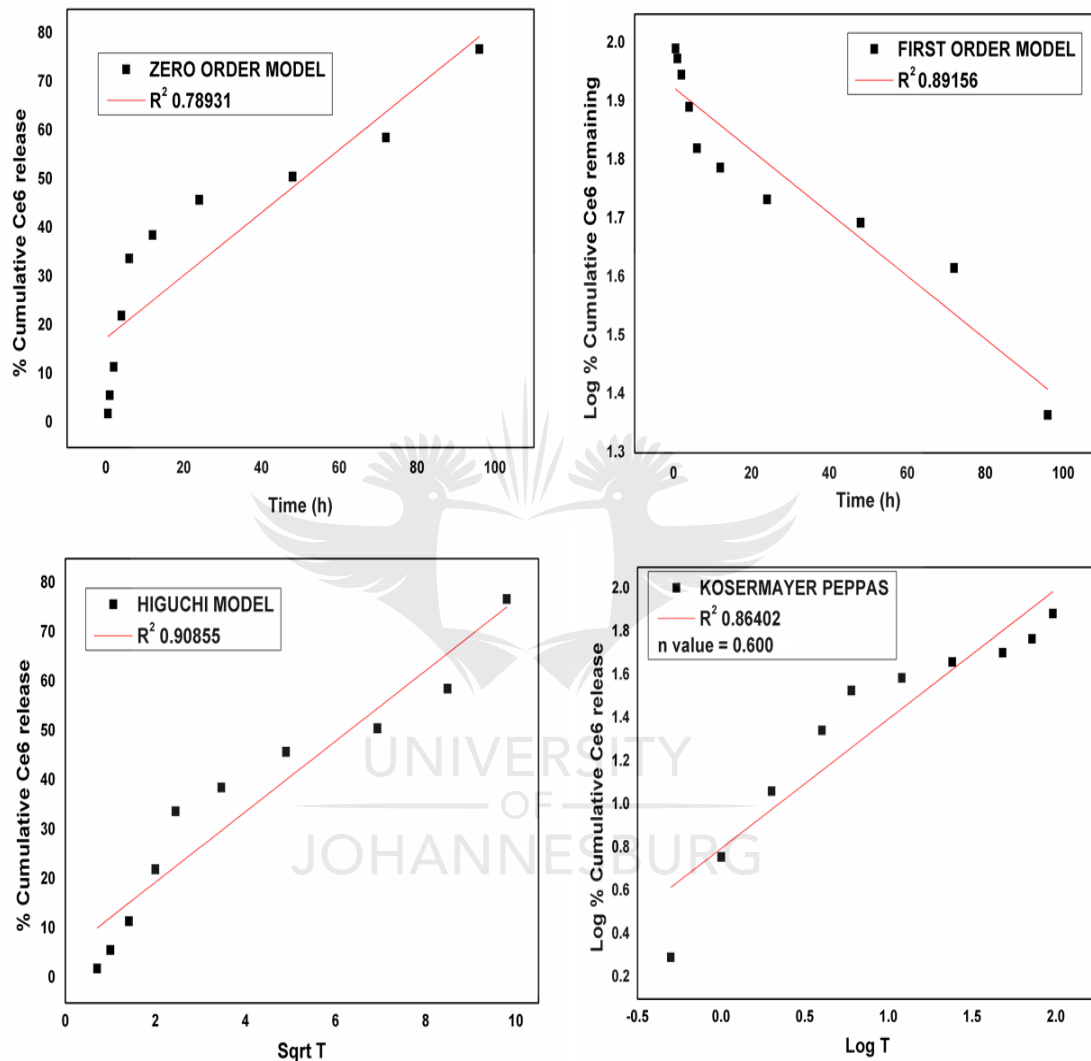 80
70
60
50
40
30
20
10
0
% Cumulative Ce6 release
ZERO ORDER MODEL
R² 0.78931
0 20 40 60 80 100
Time (h)
2.0
1.9
1.8
1.7
1.6
1.5
1.4
1.3
Log % Cumulative Ce6 remaining
FIRST ORDER MODEL
R² 0.89156
0 20 40 60 80 100
Time (h)
80
70
60
50
40
30
20
10
0
% Cumulative Ce6 release
HIGUCHI MODEL
R² 0.90855
0 2 4 6 8 10
Sqrt T
2.0
1.8
1.6
1.4
1.2
1.0
0.8
0.6
0.4
0.2
Log % Cumulative Ce6 release
KOSERMAYER PEPPAS
R² 0.86402
n value = 0.600
-0.5 0.0 0.5 1.0 1.5 2.0
Log T
UNIVERSITY
OF
JOHANNESBURG